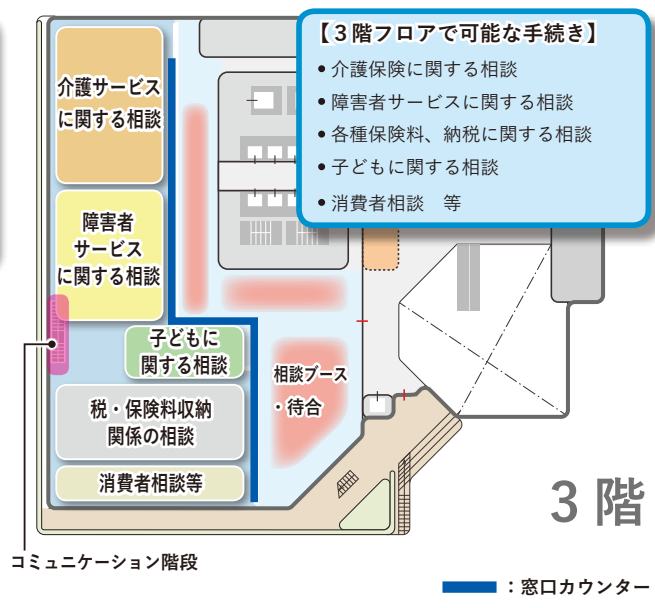 【３階フロアで可能な手続き】
• 介護保険に関する相談
• 障害者サービスに関する相談
• 各種保険料、納税に関する相談
• 子どもに関する相談
• 消費者相談　等
介護サービス
に関する相談
障害者
サービス
に関する相談
子どもに
関する相談
相談ブース
・待合
税・保険料収納
関係の相談
消費者相談等
３階
コミュニケーション階段
：窓口カウンター